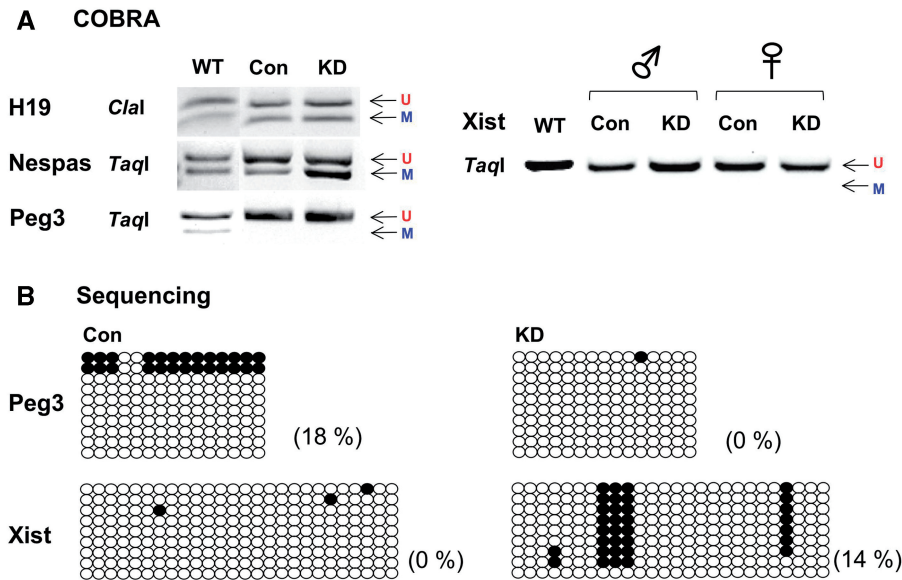 A COBRA
WT Con KD
H19 ClaI U
M
Nespas TaqI U
M
Peg3 TaqI U
M
♂ ♀
Xist WT Con KD Con KD
TaqI U
M
B Sequencing
Con KD
Peg3 (18 %) (0 %)
Xist (0 %) (14 %)